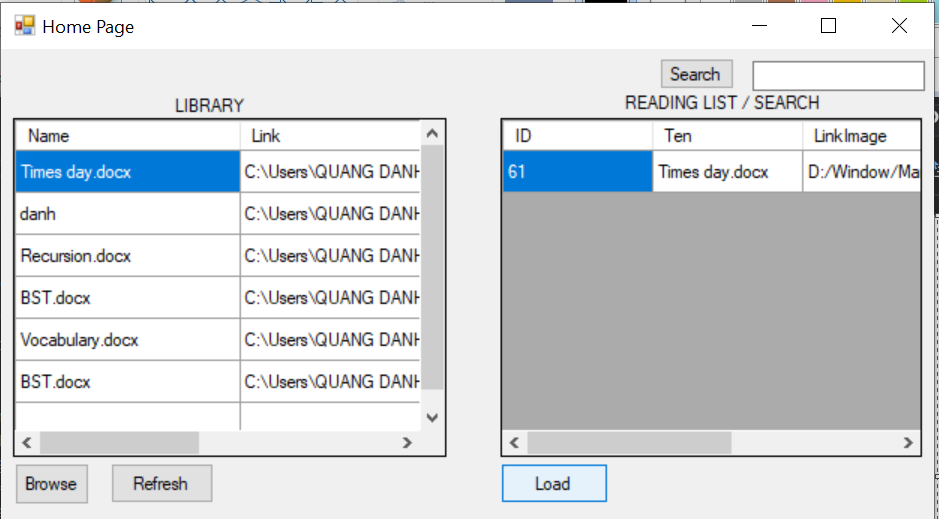 Home Page
Search
LIBRARY
READING LIST / SEARCH
Name Link
Times day.docx C:\Users\QUANG DANH
danh C:\Users\QUANG DANH
Recursion.docx C:\Users\QUANG DANH
BST.docx C:\Users\QUANG DANH
Vocabulary.docx C:\Users\QUANG DANH
BST.docx C:\Users\QUANG DANH
ID Ten LinkImage
61 Times day.docx D:/Window/Ma
Browse Refresh Load